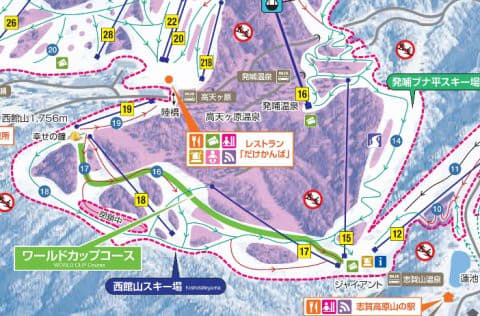 26
28
22
20
218
20
発哺温泉
高天ヶ原
陸橋
19
16
発哺温泉
高天ヶ原温泉
発哺ブナ平スキー場
西館山1,756m
幸せの鐘
19
レストラン
「だけかんば」
14
17
16
18
18
閉鎖中
ワールドカップコース
WORLD CUP Course
西館山スキー場 Nishitateyama
17
15
12
10
ジャイアント
志賀山温泉
蓮池
志賀高原山の駅